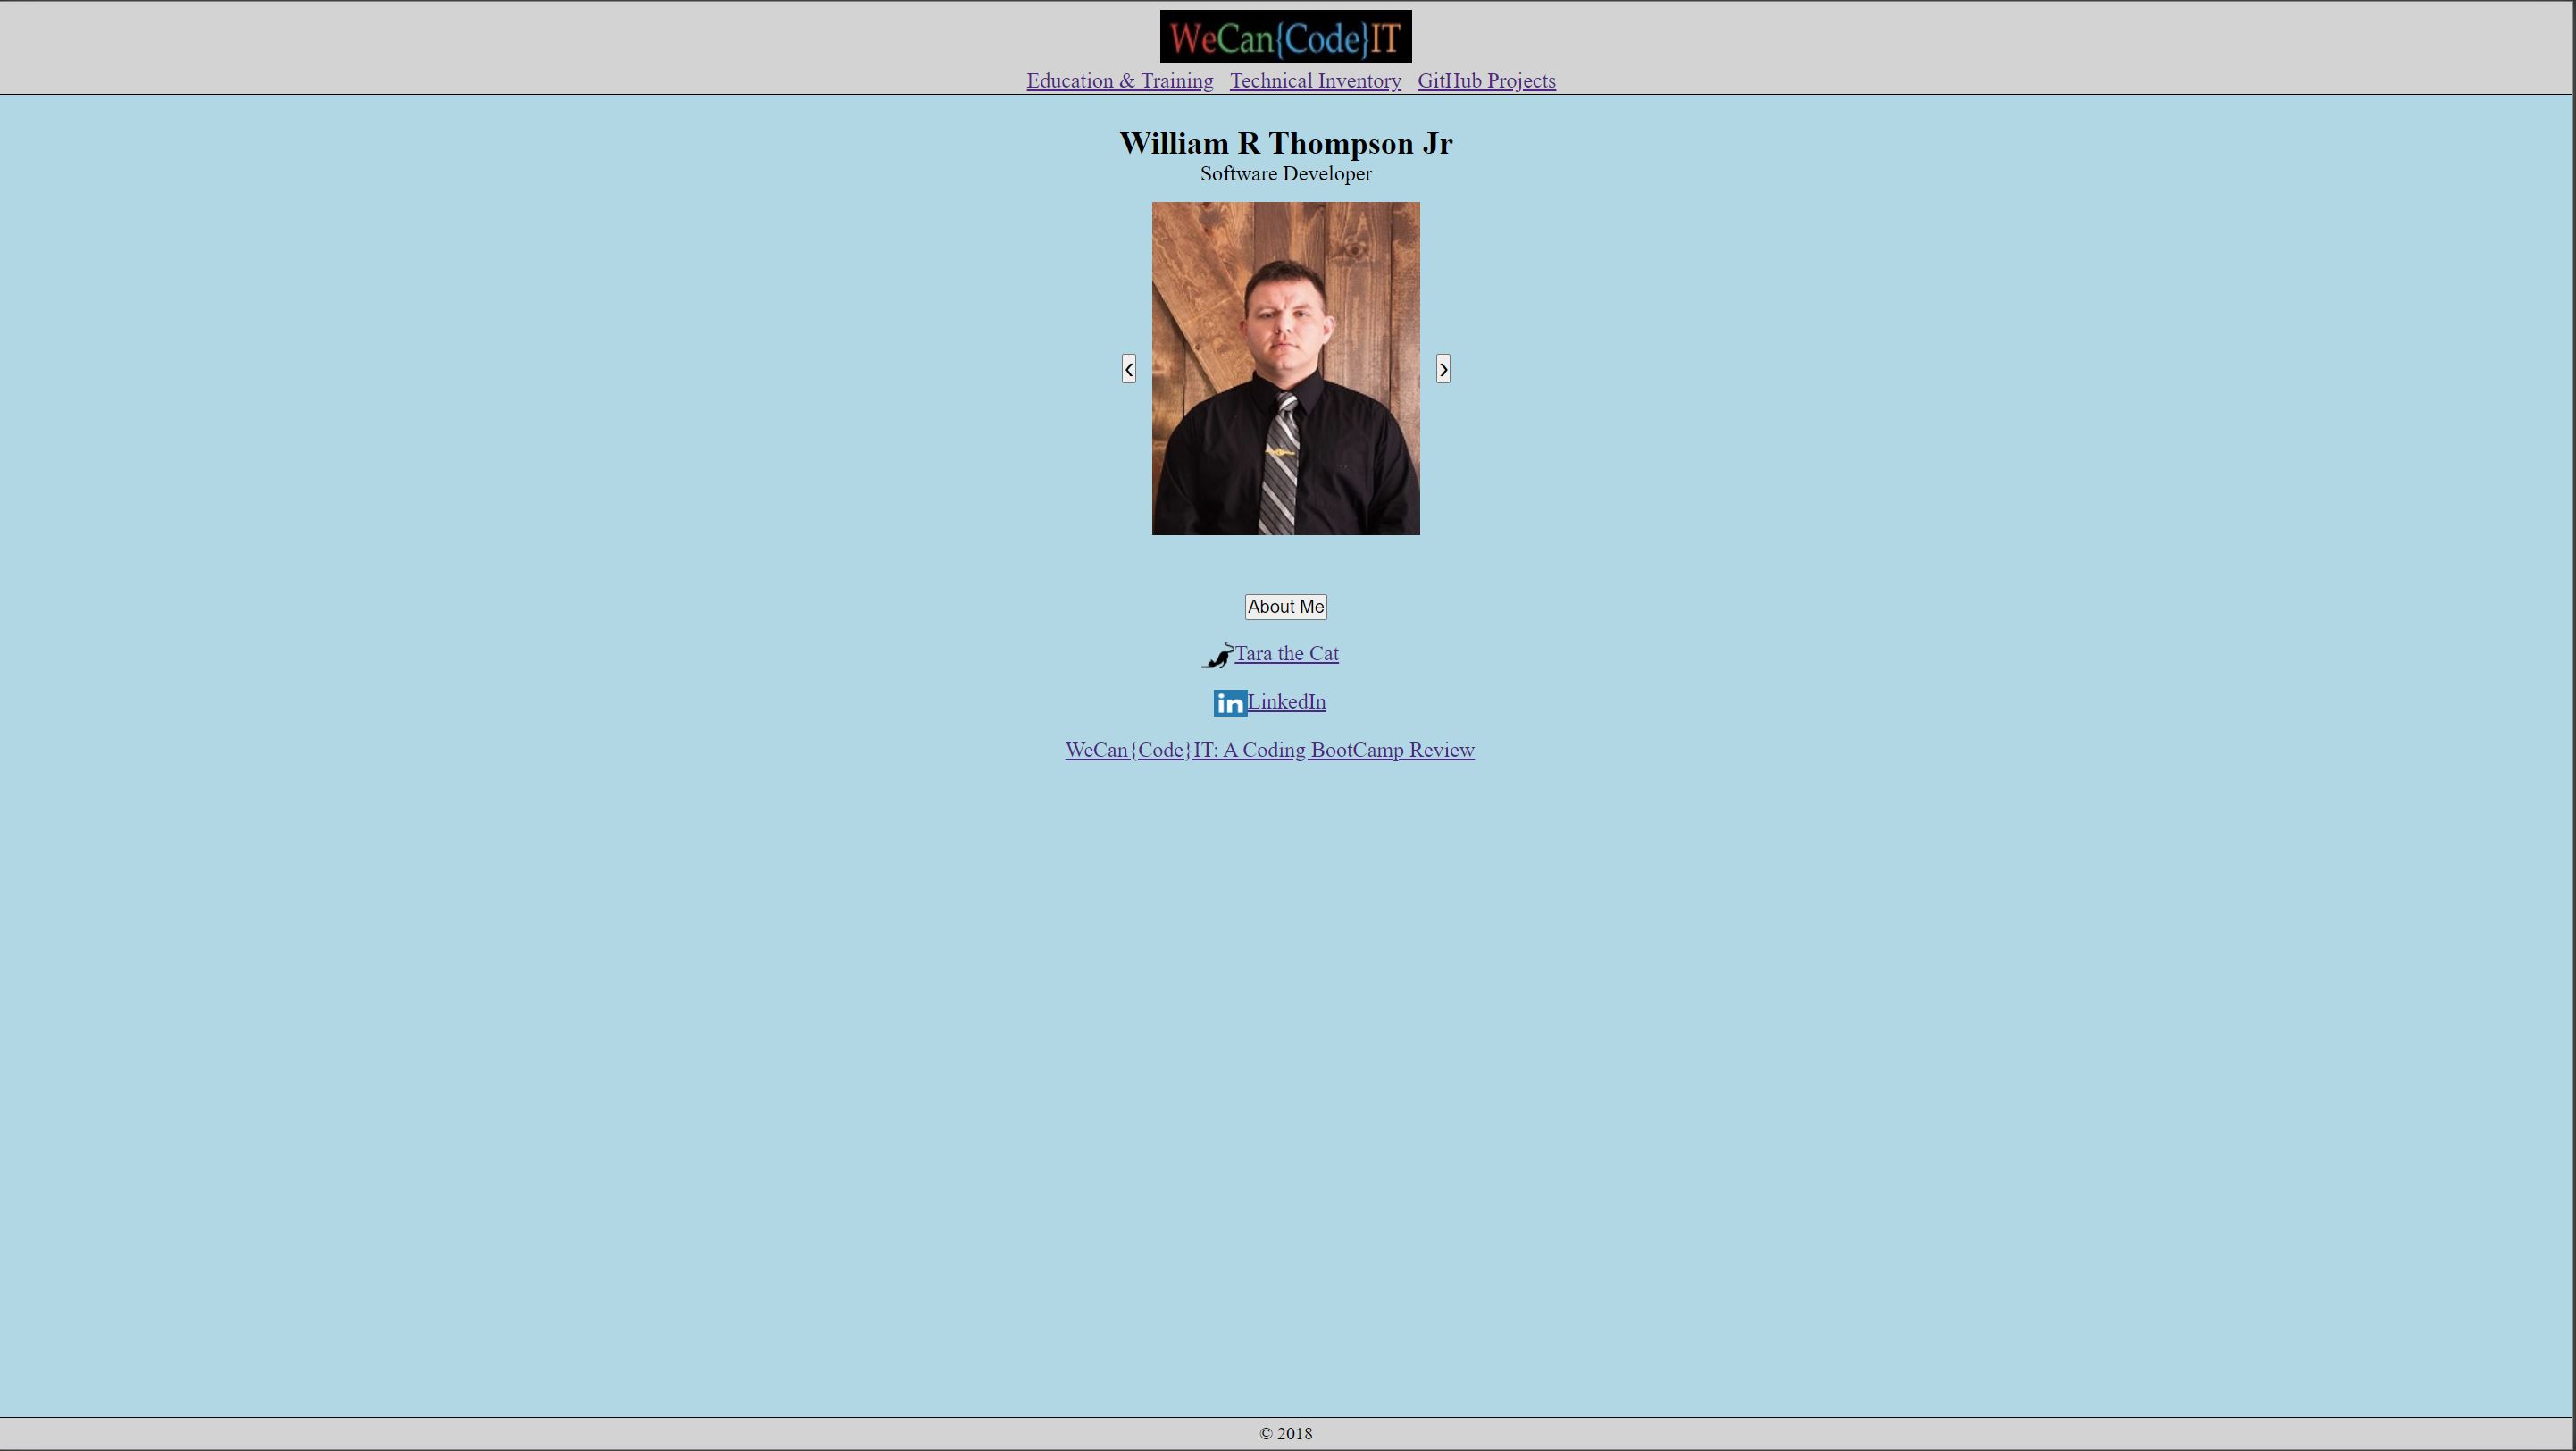 WeCan{Code}IT
Education & Training Technical Inventory GitHub Projects
William R Thompson Jr
Software Developer
‹ ›
About Me
Tara the Cat
in LinkedIn
WeCan{Code}IT: A Coding BootCamp Review
© 2018